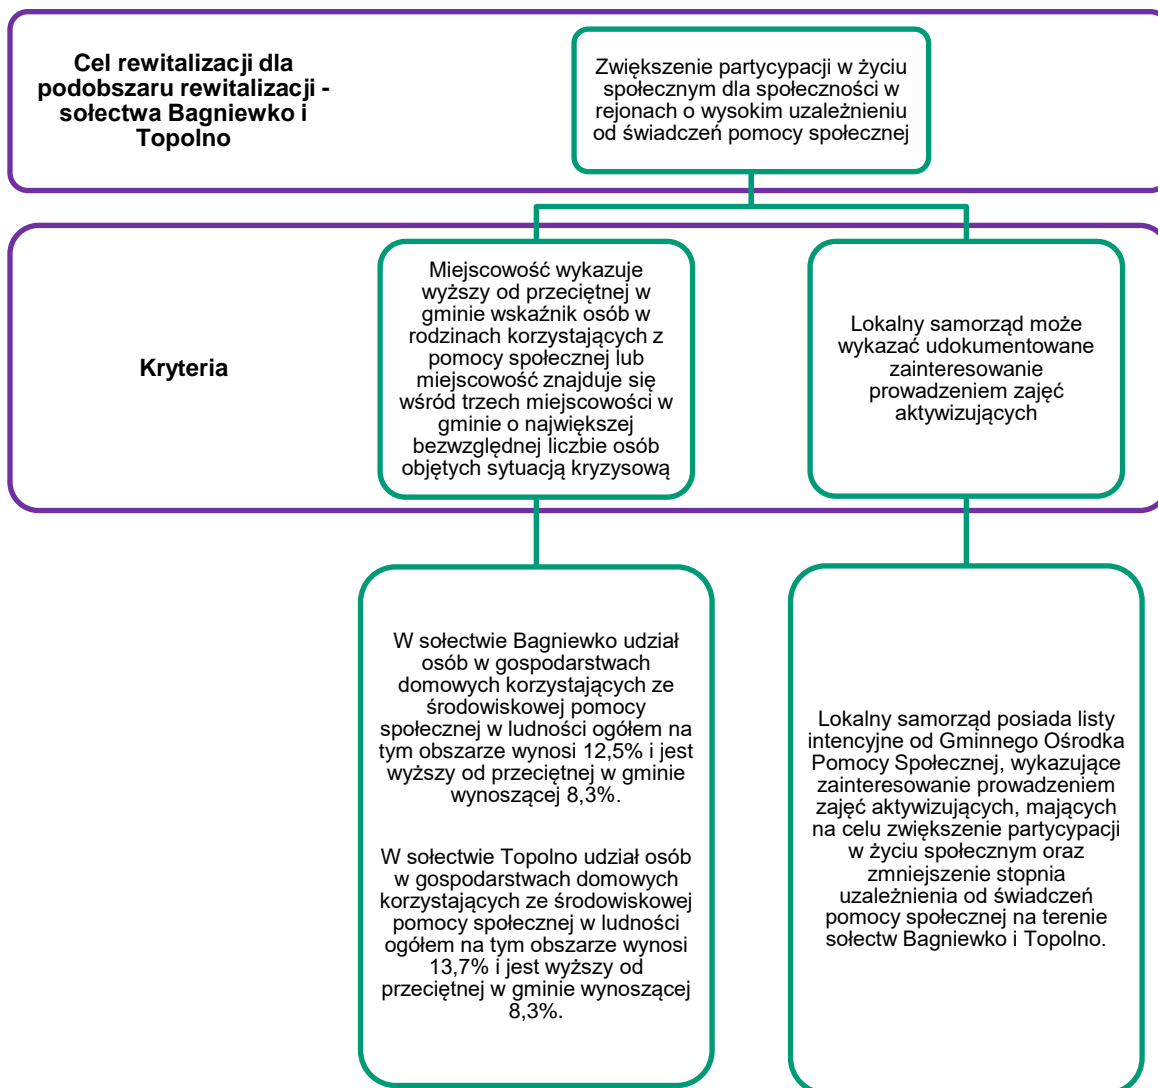 Cel rewitalizacji dla
podobszaru rewitalizacji -
sołectwa Bagniewko i
Topolno
Zwiększenie partycypacji w życiu
społecznym dla społeczności w
rejonach o wysokim uzależnieniu
od świadczeń pomocy społecznej
Kryteria
Miejscowość wykazuje
wyższy od przeciętnej w
gminie wskaźnik osób w
rodzinach korzystających z
pomocy społecznej lub
miejscowość znajduje się
wśród trzech miejscowości w
gminie o największej
bezwzględnej liczbie osób
objętych sytuacją kryzysową
Lokalny samorząd może
wykazać udokumentowane
zainteresowanie
prowadzeniem zajęć
aktywizujących
W sołectwie Bagniewko udział
osób w gospodarstwach
domowych korzystających ze
środowiskowej pomocy
społecznej w ludności ogółem na
tym obszarze wynosi 12,5% i jest
wyższy od przeciętnej w gminie
wynoszącej 8,3%.
W sołectwie Topolno udział osób
w gospodarstwach domowych
korzystających ze środowiskowej
pomocy społecznej w ludności
ogółem na tym obszarze wynosi
13,7% i jest wyższy od
przeciętnej w gminie wynoszącej
8,3%.
Lokalny samorząd posiada listy
intencyjne od Gminnego Ośrodka
Pomocy Społecznej, wykazujące
zainteresowanie prowadzeniem
zajęć aktywizujących, mających
na celu zwiększenie partycypacji
w życiu społecznym oraz
zmniejszenie stopnia
uzależnienia od świadczeń
pomocy społecznej na terenie
sołectw Bagniewko i Topolno.